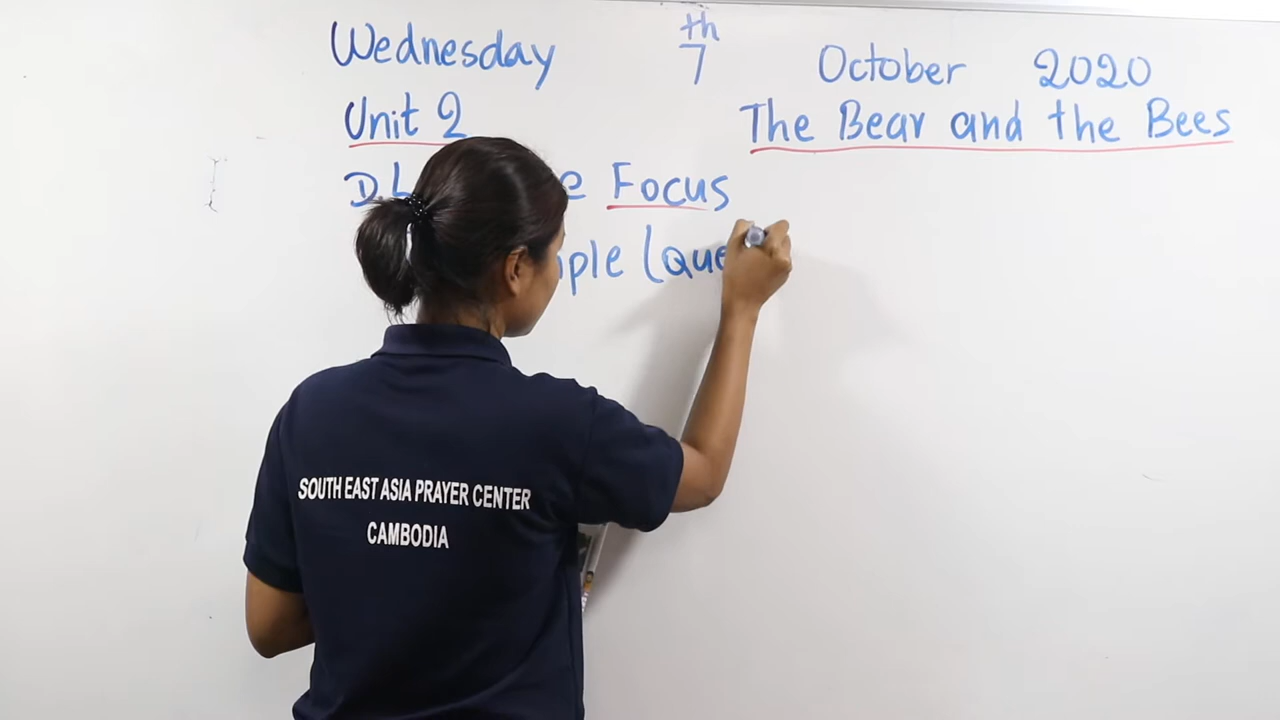 Wednesday 7th October 2020
Unit 2 The Bear and the Bees
Focus
SOUTH EAST ASIA PRAYER CENTER
CAMBODIA